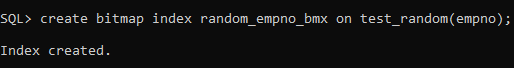 SQL> create bitmap index random_empno_bmx on test_random(empno);
Index created.